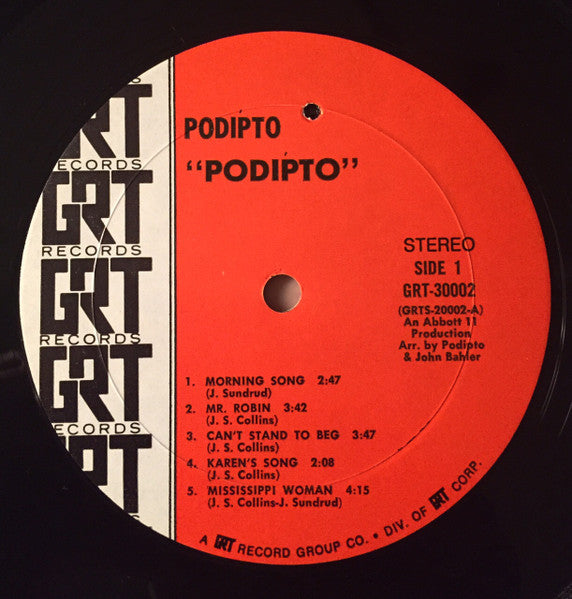 RT
RECORDS
GRT
RECORDS
GRT
RECORDS
GRT
RECORDS
RT
PODIPTO
"PODIPTO"
STEREO
SIDE 1
GRT-30002
(GRTS-20002-A)
An Abbott 11
Production
Arr. by Podipto
& John Bahler
1. MORNING SONG 2:47
(J. Sundrud)
2. MR. ROBIN 3:42
(J. S. Collins)
3. CAN'T STAND TO BEG 3:47
(J. S. Collins)
4. KAREN'S SONG 2:08
(J. S. Collins)
5. MISSISSIPPI WOMAN 4:15
(J. S. Collins-J. Sundrud)
A GRT RECORD GROUP CO. • DIV. OF GRT CORP.